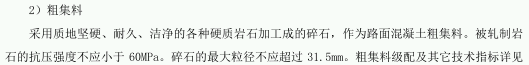 2）粗集料
采用质地坚硬、耐久、洁净的各种硬质岩石加工成的碎石，作为路面混凝土粗集料。被轧制岩
石的抗压强度不应小于 60MPa。碎石的最大粒径不应超过 31.5mm。粗集料级配及其它技术指标详见